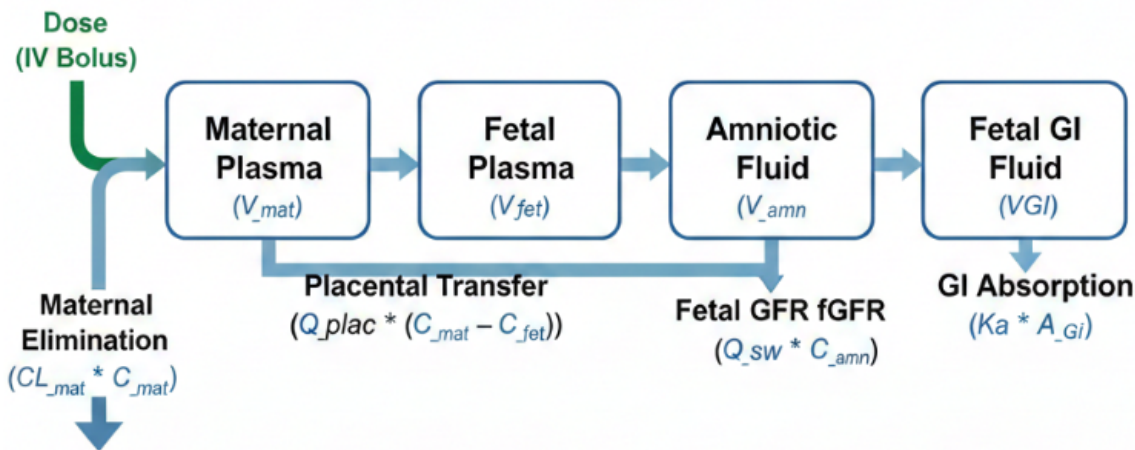 Dose
(IV Bolus)
Maternal
Plasma
(V_mat)
Fetal
Plasma
(Vfet)
Amniotic
Fluid
(V_amn
Fetal GI
Fluid
(VGI)
Maternal
Elimination
(CL_mat * C_mat)
Placental Transfer
(Q_plac * (C_mat – C_fet))
Fetal GFR fGFR
(Q_sw * C_amn)
GI Absorption
(Ka * A_Gi)